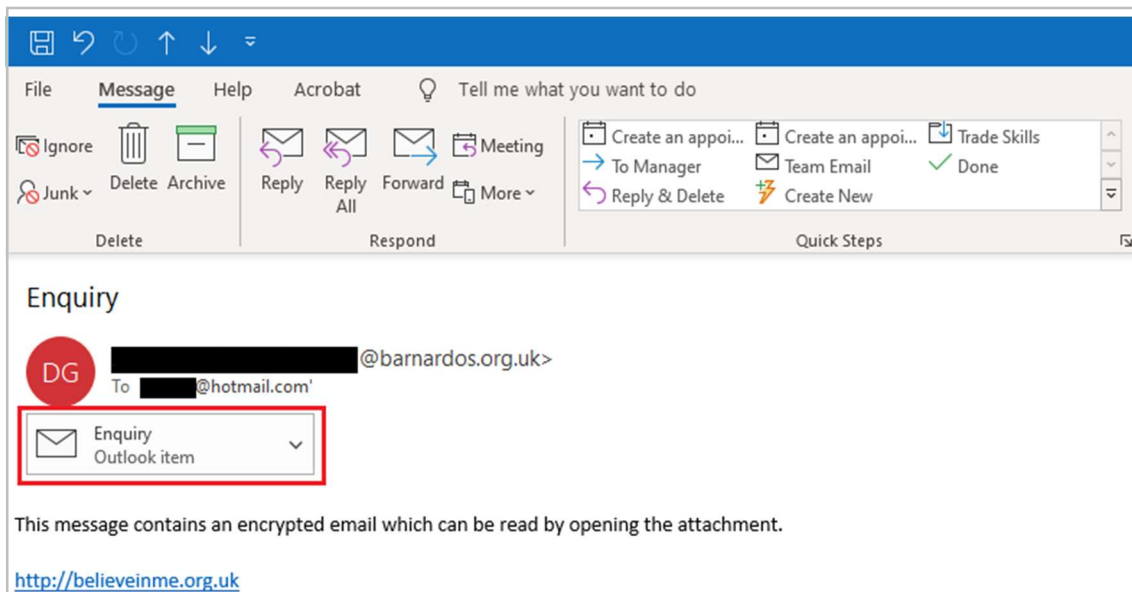 File Message Help Acrobat Tell me what you want to do
Ignore
Junk
Delete
Archive
Reply
Reply All
Forward
Meeting
More
Create an appoi...
Create an appoi...
Trade Skills
To Manager
Team Email
Done
Reply & Delete
Create New
Delete
Respond
Quick Steps
Enquiry
DG
@barnardos.org.uk>
To @hotmail.com'
Enquiry
Outlook item
This message contains an encrypted email which can be read by opening the attachment.
http://believeinme.org.uk